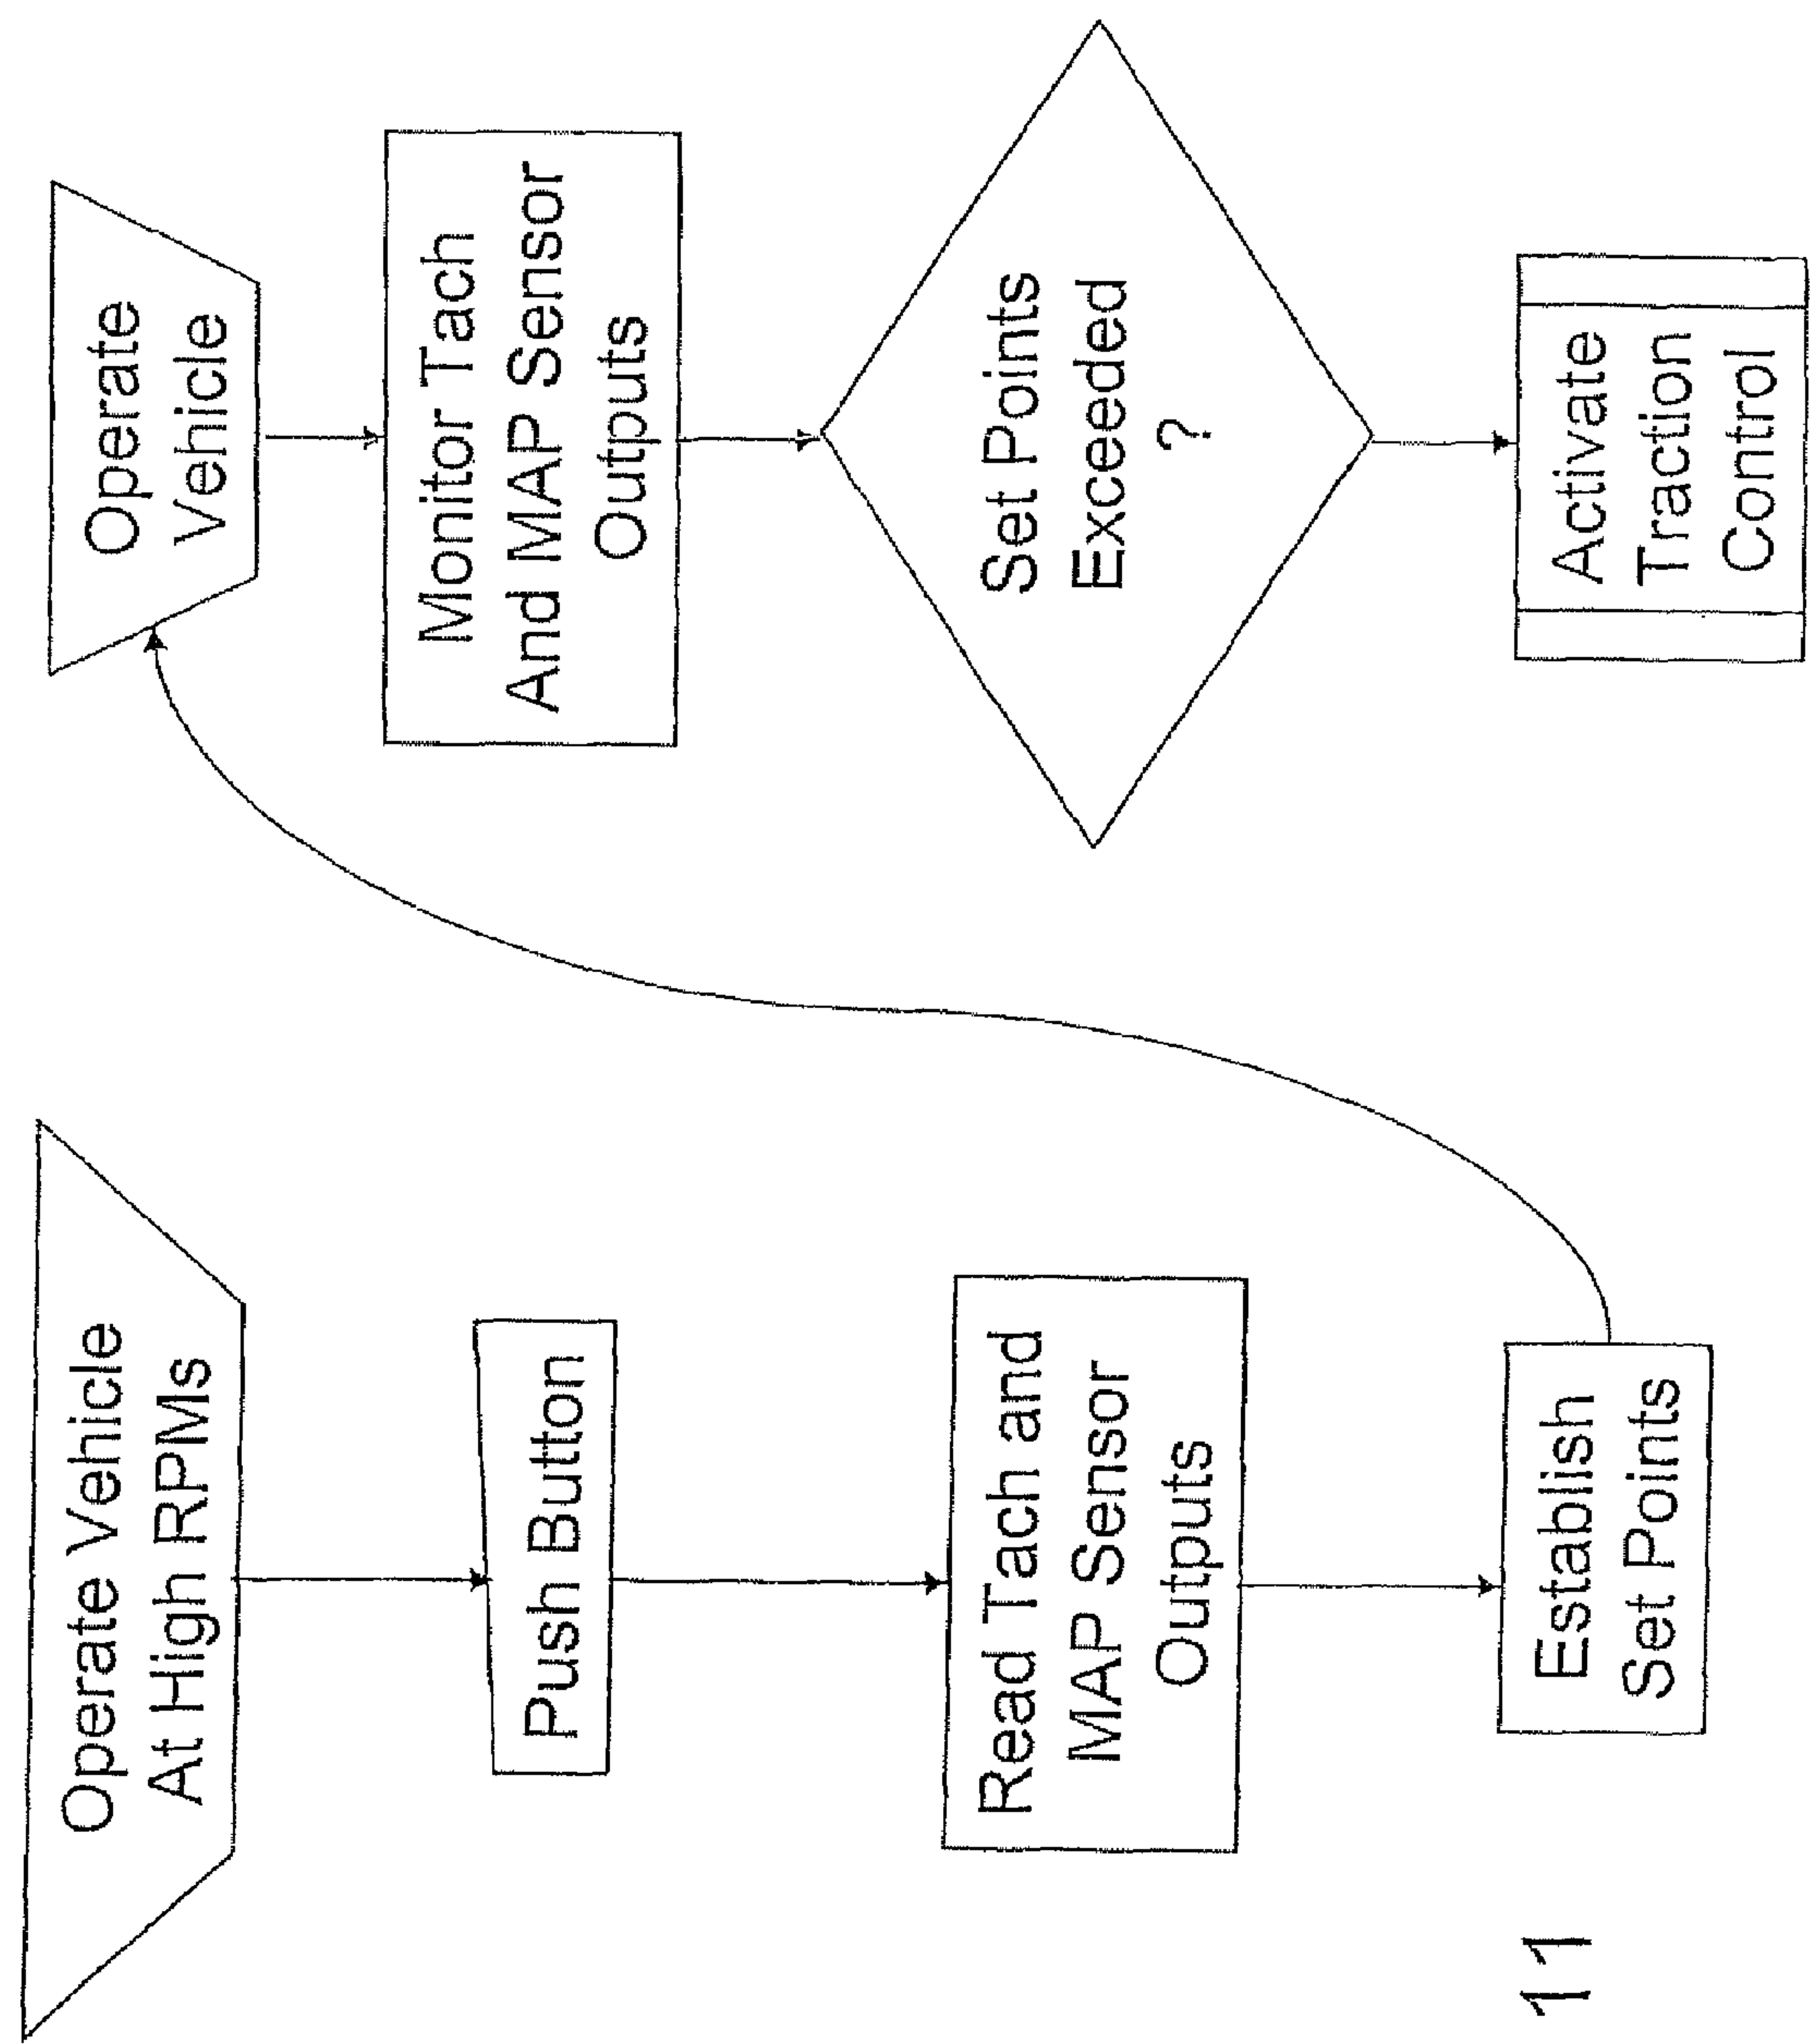 Operate Vehicle
At High RPMs
Push Button
Read Tach and
MAP Sensor
Outputs
Establish
Set Points
Operate
Vehicle
Monitor Tach
And MAP Sensor
Outputs
Set Points
Exceeded
?
Activate
Traction
Control
11